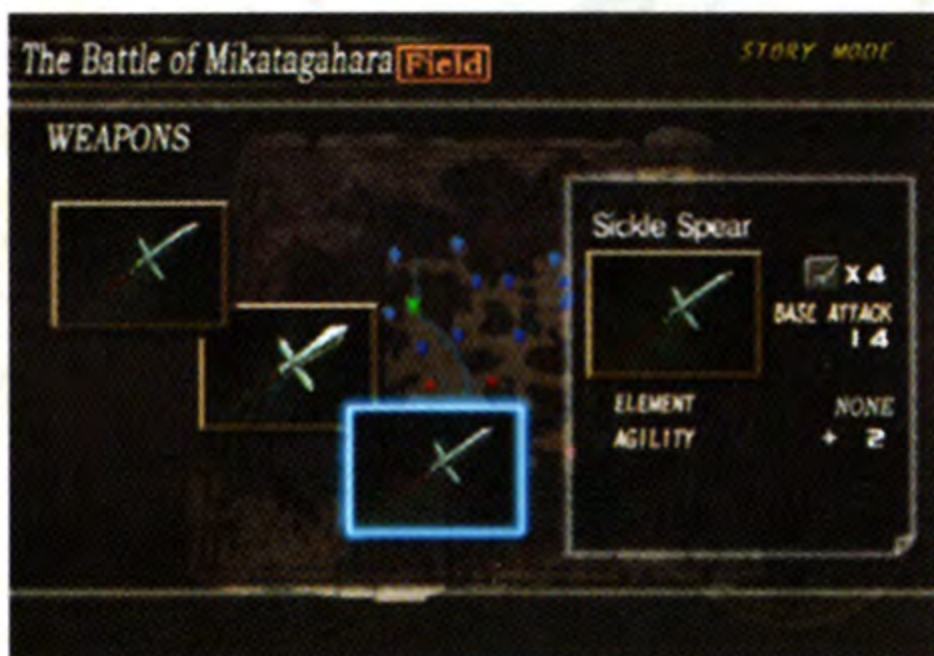 The Battle of Mikatagahara Field
STORY MODE
WEAPONS
Sickle Spear
X 4
BASE ATTACK
14
ELEMENT NONE
AGILITY + 2